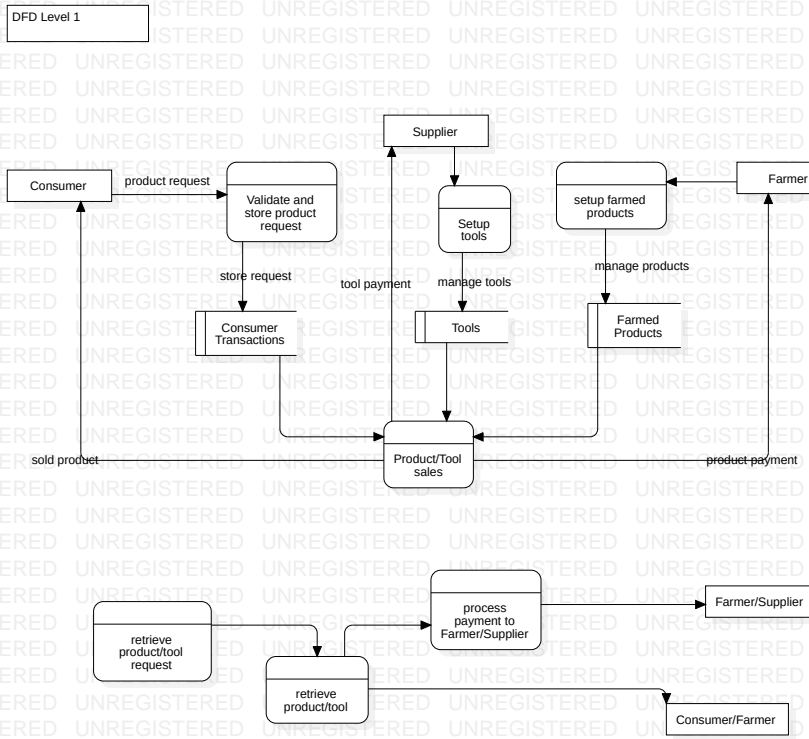 DFD Level 1
Supplier
Consumer
product request
Validate and
store product
request
Setup
tools
setup farmed
products
Farmer
store request
tool payment
manage tools
manage products
Consumer
Transactions
Tools
Farmed
Products
sold product
Product/Tool
sales
product payment
retrieve
product/tool
request
retrieve
product/tool
process
payment to
Farmer/Supplier
Farmer/Supplier
Consumer/Farmer
UNREGISTERED